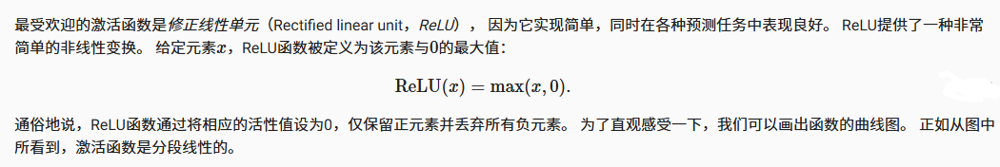 最受欢迎的激活函数是修正线性单元（Rectified linear unit，ReLU）， 因为它实现简单，同时在各种预测任务中表现良好。 ReLU提供了一种非常
简单的非线性变换。 给定元素x，ReLU函数被定义为该元素与0的最大值：
ReLU(x) = max(x, 0).
通俗地说，ReLU函数通过将相应的活性值设为0，仅保留正元素并丢弃所有负元素。 为了直观感受一下，我们可以画出函数的曲线图。 正如从图中
所看到，激活函数是分段线性的。